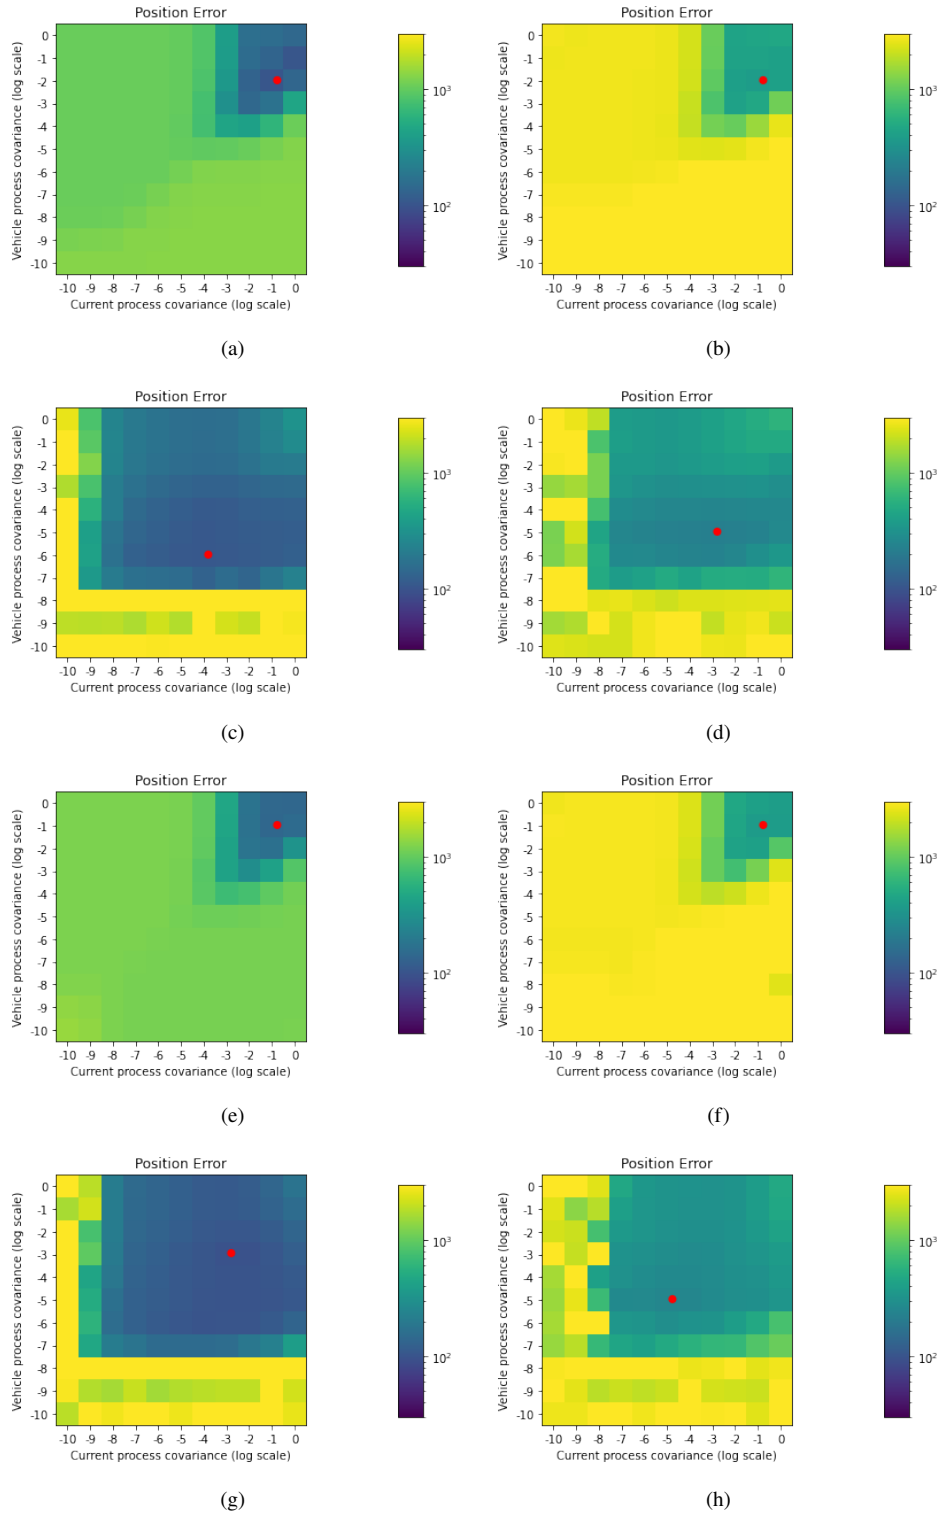 Position Error
Vehicle process covariance (log scale)
0
-1
-2
-3
-4
-5
-6
-7
-8
-9
-10
-10 -9 -8 -7 -6 -5 -4 -3 -2 -1 0
Current process covariance (log scale)
10³
10²
(a)
Position Error
Vehicle process covariance (log scale)
0
-1
-2
-3
-4
-5
-6
-7
-8
-9
-10
-10 -9 -8 -7 -6 -5 -4 -3 -2 -1 0
Current process covariance (log scale)
10³
10²
(b)
Position Error
Vehicle process covariance (log scale)
0
-1
-2
-3
-4
-5
-6
-7
-8
-9
-10
-10 -9 -8 -7 -6 -5 -4 -3 -2 -1 0
Current process covariance (log scale)
10³
10²
(c)
Position Error
Vehicle process covariance (log scale)
0
-1
-2
-3
-4
-5
-6
-7
-8
-9
-10
-10 -9 -8 -7 -6 -5 -4 -3 -2 -1 0
Current process covariance (log scale)
10³
10²
(d)
Position Error
Vehicle process covariance (log scale)
0
-1
-2
-3
-4
-5
-6
-7
-8
-9
-10
-10 -9 -8 -7 -6 -5 -4 -3 -2 -1 0
Current process covariance (log scale)
10³
10²
(e)
Position Error
Vehicle process covariance (log scale)
0
-1
-2
-3
-4
-5
-6
-7
-8
-9
-10
-10 -9 -8 -7 -6 -5 -4 -3 -2 -1 0
Current process covariance (log scale)
10³
10²
(f)
Position Error
Vehicle process covariance (log scale)
0
-1
-2
-3
-4
-5
-6
-7
-8
-9
-10
-10 -9 -8 -7 -6 -5 -4 -3 -2 -1 0
Current process covariance (log scale)
10³
10²
(g)
Position Error
Vehicle process covariance (log scale)
0
-1
-2
-3
-4
-5
-6
-7
-8
-9
-10
-10 -9 -8 -7 -6 -5 -4 -3 -2 -1 0
Current process covariance (log scale)
10³
10²
(h)